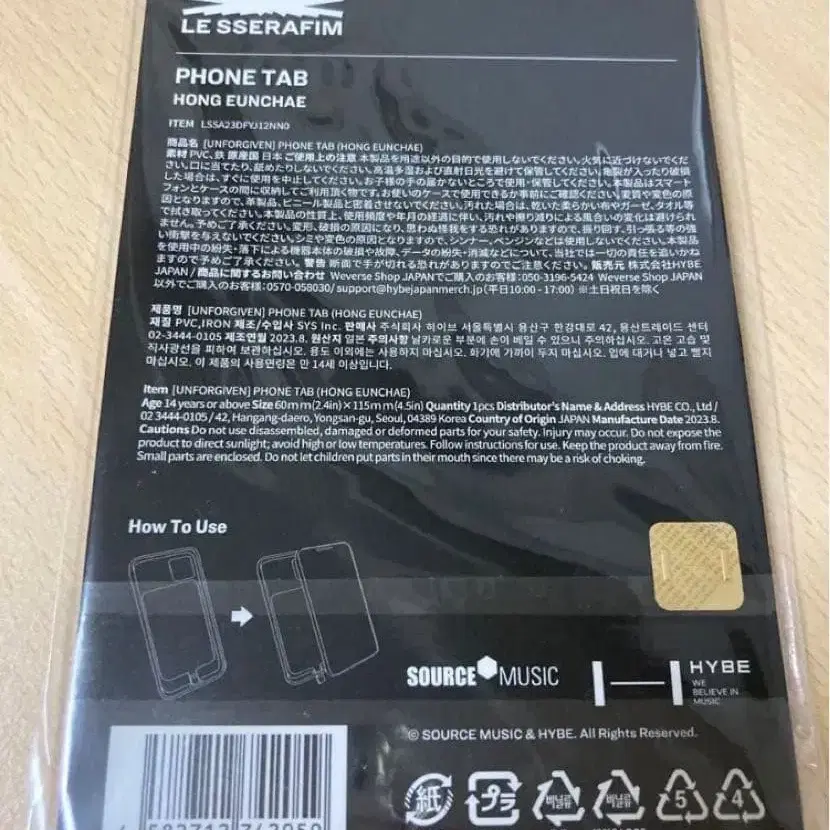 LE SSERAFIM
PHONE TAB
HONG EUNCHAE
ITEM LSSA23DFYJ12NN0
商品名 [UNFORGIVEN] PHONE TAB (HONG EUNCHAE)
素材 PVC,鉄 原産国 日本 ご使用上の注意 本製品を用途以外の目的で使用しないでください。火気に近づけないでくだ
さい。口に当てたり、舐めたりしないでください。高温多湿および直射日光を避けて保管してください。亀裂が入ったり破損
した場合は、すぐに使用を中止してください。お子様の手の届かないところで使用・保管してください。本製品はスマート
フォンとケースの間に収納してご利用頂く物です。お使いのケースで使用できるか事前にご確認ください。変質や変色の原
因となりますので、革製品、ビニール製品と密着させないでください。汚れた場合は、乾いた柔らかい布やガーゼ、タオル等
で拭き取ってください。本製品の性質上、使用頻度や年月の経過に伴い、汚れや擦り減りによる風合いの変化は避けられ
ません。予めご了承ください。変形、破損の原因になり、思わぬ怪我をする恐れがありますので、振り回す、引っ張る等の強
い衝撃を与えないでください。シミや変色の原因となりますので、シンナー、ベンジンなどは使用しないでください。本製品
を使用中の紛失・落下による機器本体の破損や故障、データの紛失・消滅などについて、当社では一切の責任を追いかね
ますので予めご了承ください。警告 断面で手が切れる恐れがありますのでご注意ください。販売元 株式会社HYBE
JAPAN / 商品に関するお問い合わせ Weverse Shop JAPANでご購入のお客様:050-3196-5424 Weverse Shop JAPAN
以外でご購入のお客様:0570-058030/ support@hybejapanmerch.jp(平日10:00 - 17:00) ※土日祝日を除く
제품명 [UNFORGIVEN] PHONE TAB (HONG EUNCHAE)
재질 PVC,IRON 제조/수입사 SYS Inc. 판매사 주식회사 하이브 서울특별시 용산구 한강대로 42, 용산트레이드 센터
02-3444-0105 제조연월 2023.8. 원산지 일본 주의사항 날카로운 부분에 손이 베일 수 있으니 주의하십시오. 고온 고습 및
직사광선을 피하여 보관하십시오. 용도 이외에는 사용하지 마십시오. 화기에 가까이 두지 마십시오. 입에 대거나 넣고 빨지
마십시오. 이 제품의 사용연령은 만 14세 이상입니다.
Item [UNFORGIVEN] PHONE TAB (HONG EUNCHAE)
Age 14 years or above Size 60mm(2.4in)×115mm(4.5in) Quantity 1pcs Distributor's Name & Address HYBE CO., Ltd /
02 3444-0105 / 42, Hangang-daero, Yongsan-gu, Seoul, 04389 Korea Country of Origin JAPAN Manufacture Date 2023.8.
Cautions Do not use disassembled, damaged or deformed parts for your safety. Injury may occur. Do not expose the
product to direct sunlight; avoid high or low temperatures. Follow instructions for use. Keep the product away from fire.
Small parts are enclosed. Do not let children put parts in their mouth since there may be a risk of choking.
How To Use
SOURCE MUSIC
HYBE
WE
BELIEVE IN
MUSIC
© SOURCE MUSIC & HYBE. All Rights Reserved.
紙 プラ 비닐류 비닐류 5 4